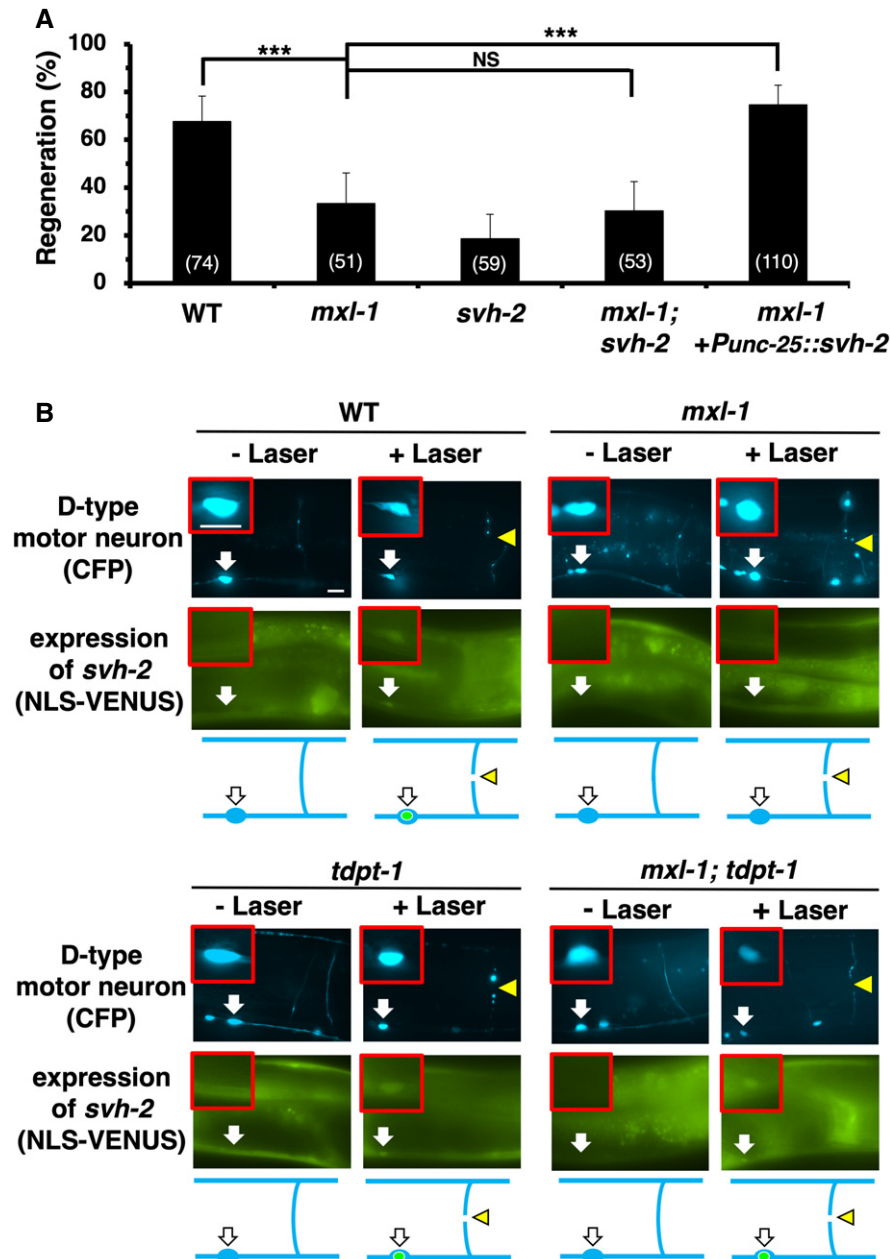 A
Regeneration (%)
100
80
60
40
20
0
***
NS
***
(74)
(51)
(59)
(53)
(110)
WT
mxl-1
svh-2
mxl-1;
svh-2
mxl-1
+Punc-25::svh-2
B
WT
mxl-1
- Laser
+ Laser
- Laser
+ Laser
D-type
motor neuron
(CFP)
expression
of svh-2
(NLS-VENUS)
tdpt-1
mxl-1; tdpt-1
- Laser
+ Laser
- Laser
+ Laser
D-type
motor neuron
(CFP)
expression
of svh-2
(NLS-VENUS)